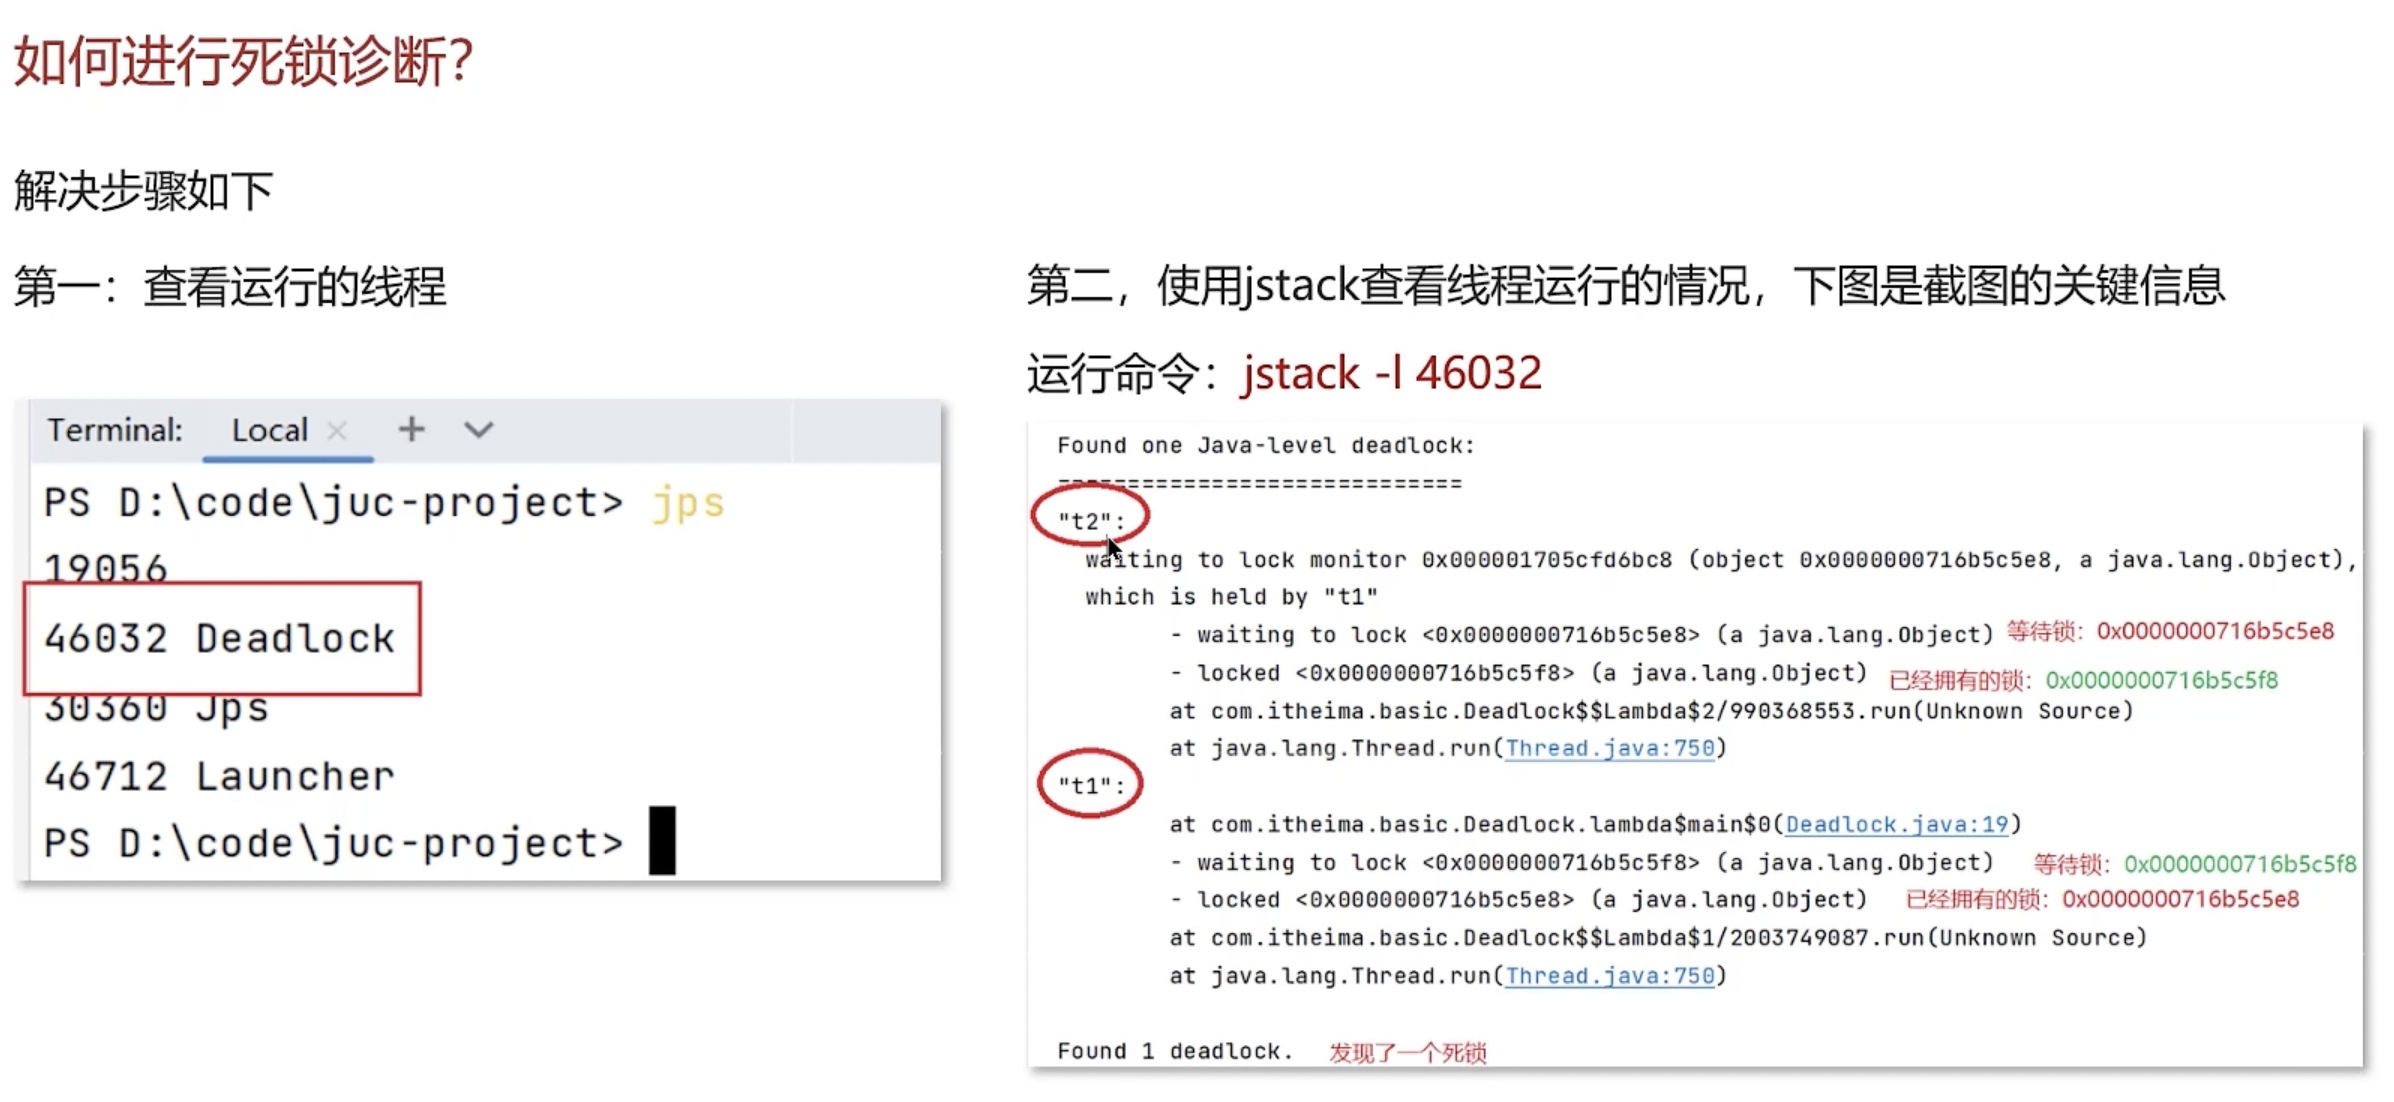 如何进行死锁诊断？
解决步骤如下
第一：查看运行的线程
Terminal: Local × +
PS D:\code\juc-project> jps
19056
46032 Deadlock
30360 Jps
46712 Launcher
PS D:\code\juc-project>
第二，使用jstack查看线程运行的情况，下图是截图的关键信息
运行命令：jstack -l 46032
Found one Java-level deadlock:
=============================
"t2":
waiting to lock monitor 0x000001705cfd6bc8 (object 0x0000000716b5c5e8, a java.lang.Object),
which is held by "t1"
- waiting to lock <0x0000000716b5c5e8> (a java.lang.Object) 等待锁：0x0000000716b5c5e8
- locked <0x0000000716b5c5f8> (a java.lang.Object) 已经拥有的锁：0x0000000716b5c5f8
at com.itheima.basic.Deadlock$$Lambda$2/990368553.run(Unknown Source)
at java.lang.Thread.run(Thread.java:750)
"t1":
at com.itheima.basic.Deadlock.lambda$main$0(Deadlock.java:19)
- waiting to lock <0x0000000716b5c5f8> (a java.lang.Object) 等待锁：0x0000000716b5c5f8
- locked <0x0000000716b5c5e8> (a java.lang.Object) 已经拥有的锁：0x0000000716b5c5e8
at com.itheima.basic.Deadlock$$Lambda$1/2003749087.run(Unknown Source)
at java.lang.Thread.run(Thread.java:750)
Found 1 deadlock. 发现了一个死锁